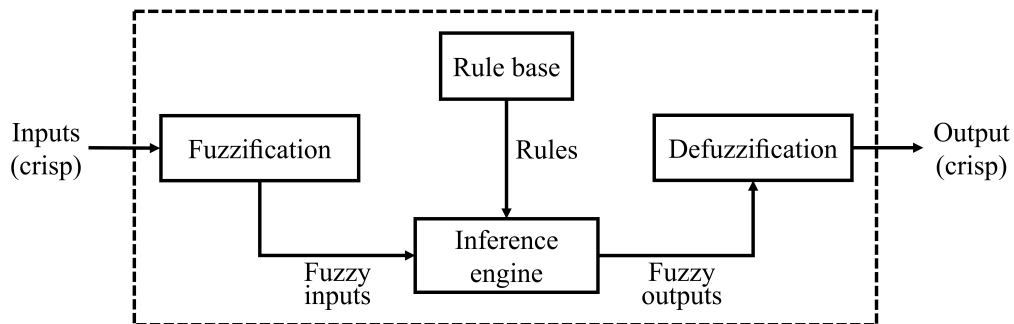 Rule base
Inputs
(crisp)
Fuzzification
Rules
Defuzzification
Output
(crisp)
Inference
engine
Fuzzy
inputs
Fuzzy
outputs